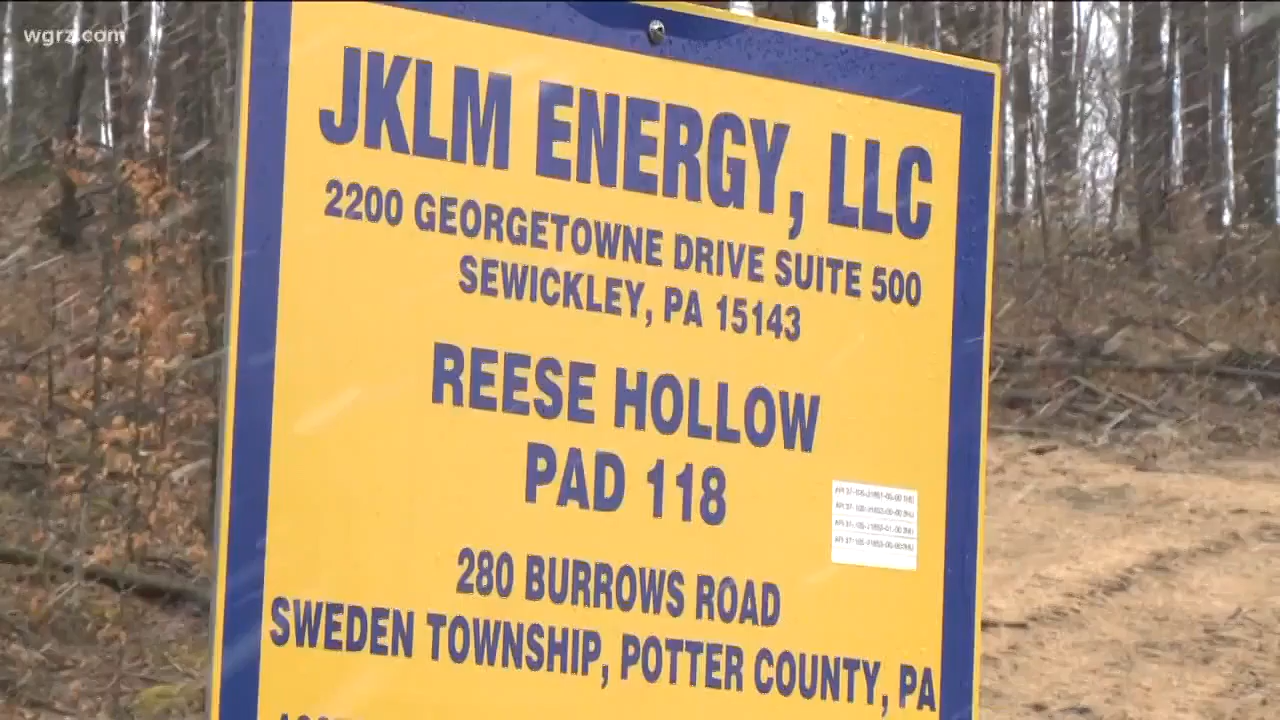 wgrz.com
JKLM ENERGY, LLC
2200 GEORGETOWNE DRIVE SUITE 500
SEWICKLEY, PA 15143
REESE HOLLOW
PAD 118
280 BURROWS ROAD
SWEDEN TOWNSHIP, POTTER COUNTY, PA